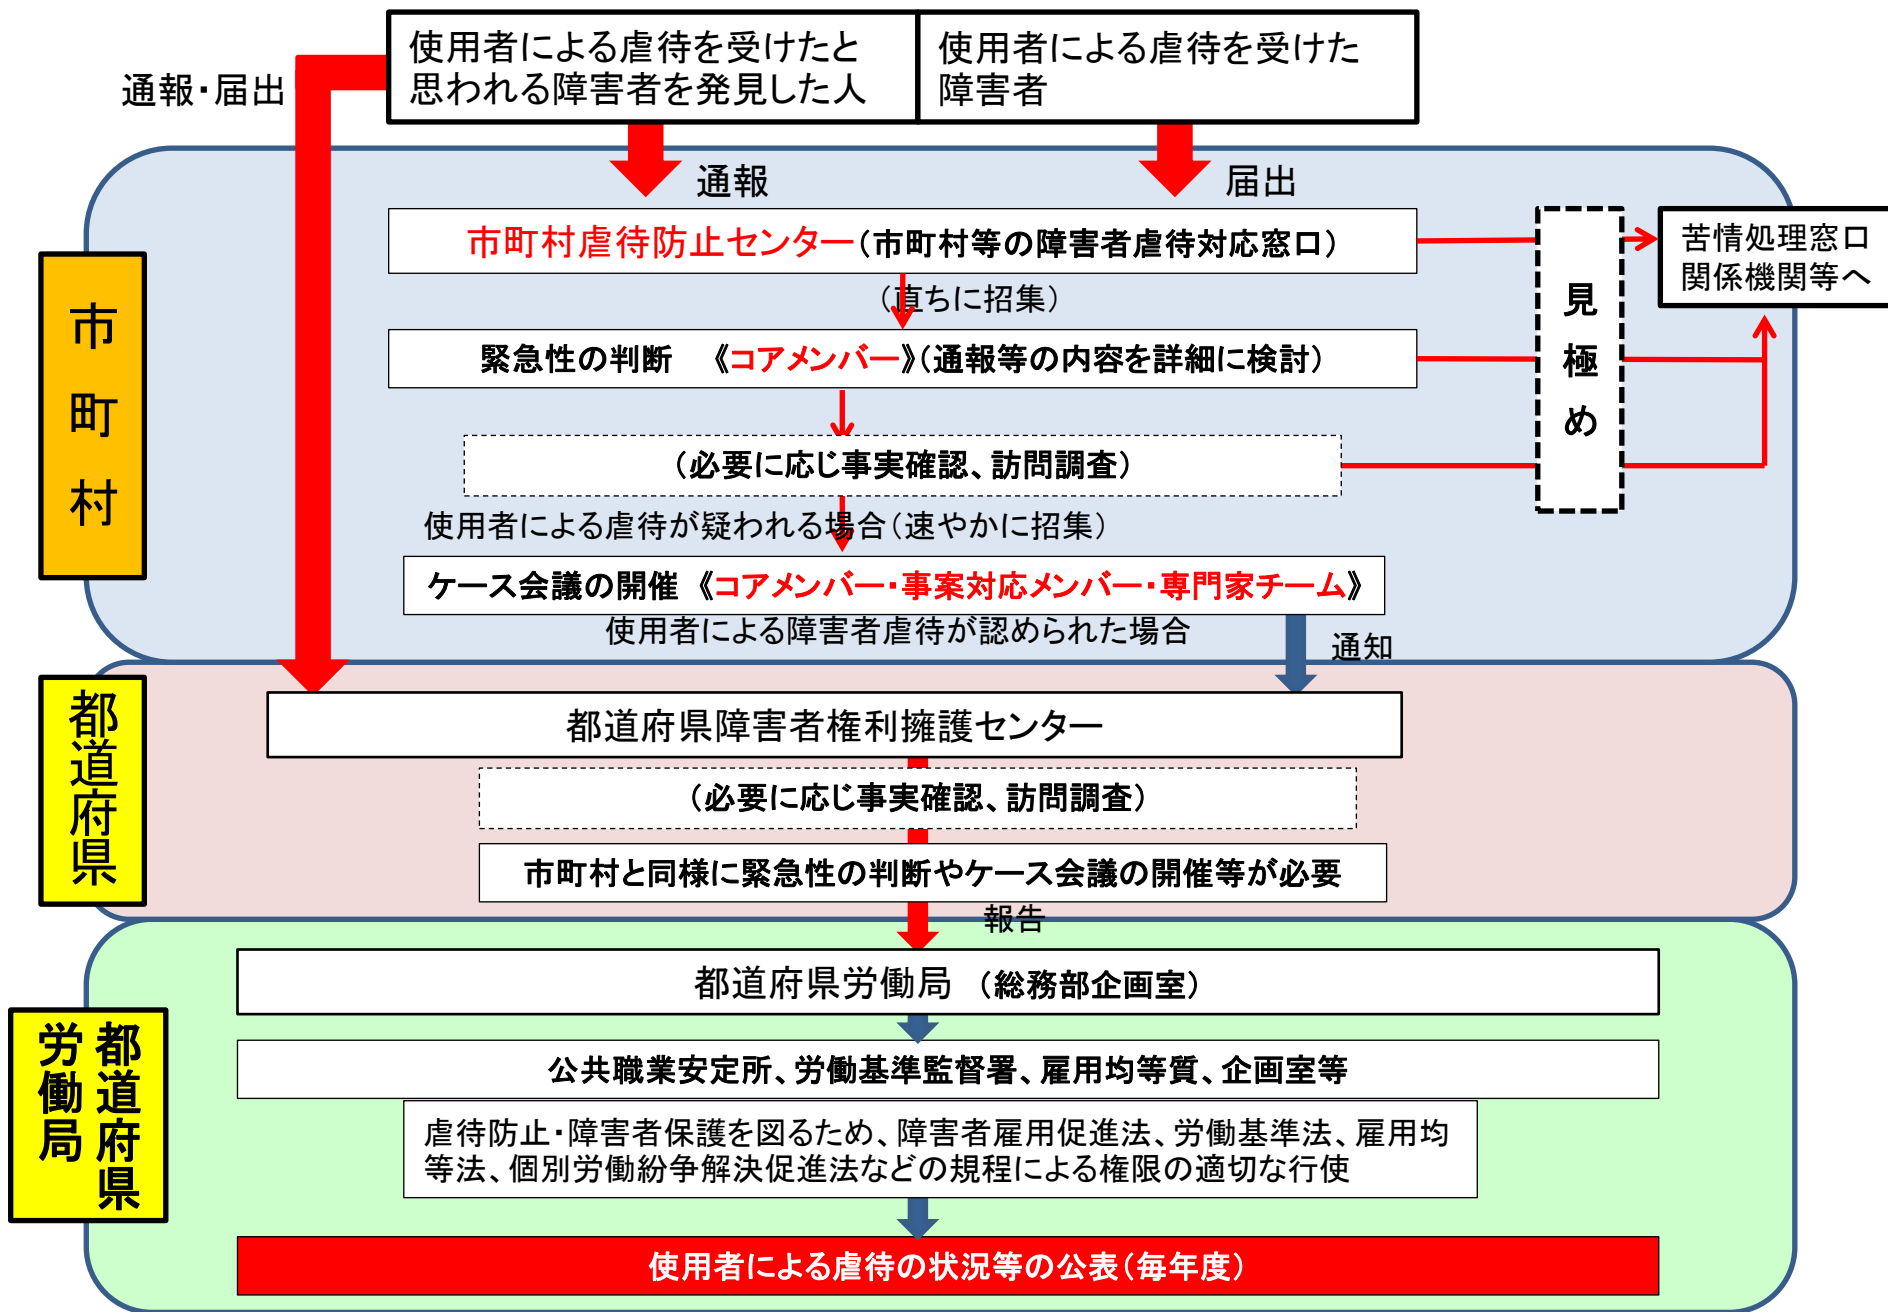 使用者による虐待を受けたと
思われる障害者を発見した人
使用者による虐待を受けた
障害者
通報・届出
通報
届出
市町村
市町村虐待防止センター(市町村等の障害者虐待対応窓口)
(直ちに招集)
緊急性の判断 《コアメンバー》(通報等の内容を詳細に検討)
(必要に応じ事実確認、訪問調査)
使用者による虐待が疑われる場合(速やかに招集)
ケース会議の開催 《コアメンバー・事案対応メンバー・専門家チーム》
使用者による障害者虐待が認められた場合
通知
見極め
苦情処理窓口
関係機関等へ
都道府県
都道府県障害者権利擁護センター
(必要に応じ事実確認、訪問調査)
市町村と同様に緊急性の判断やケース会議の開催等が必要
報告
都道府県
労働局
都道府県労働局 (総務部企画室)
公共職業安定所、労働基準監督署、雇用均等質、企画室等
虐待防止・障害者保護を図るため、障害者雇用促進法、労働基準法、雇用均
等法、個別労働紛争解決促進法などの規程による権限の適切な行使
使用者による虐待の状況等の公表(毎年度)